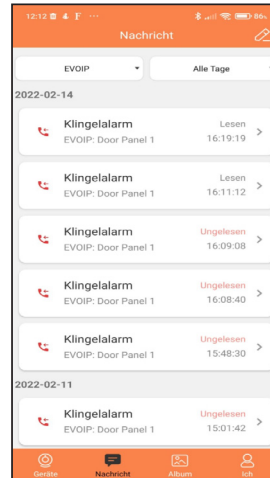 12:12 4 F ... 86%
Nachricht
EVOIP Alle Tage
2022-02-14
Klingelalarm Lesen
EVOIP: Door Panel 1 16:19:19
Klingelalarm Lesen
EVOIP: Door Panel 1 16:11:12
Klingelalarm Ungelesen
EVOIP: Door Panel 1 16:09:08
Klingelalarm Ungelesen
EVOIP: Door Panel 1 16:08:40
Klingelalarm Ungelesen
EVOIP: Door Panel 1 15:48:30
2022-02-11
Klingelalarm Ungelesen
EVOIP: Door Panel 1 15:01:42
Geräte Nachricht Album Ich